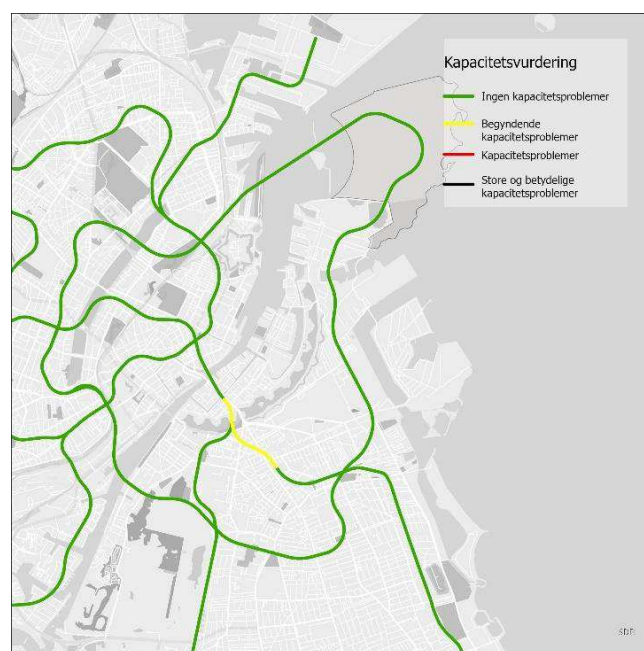 Kapacitetsvurdering
Ingen kapacitetsproblemer
Begyndende
kapacitetsproblemer
Kapacitetsproblemer
Store og betydelige
kapacitetsproblemer